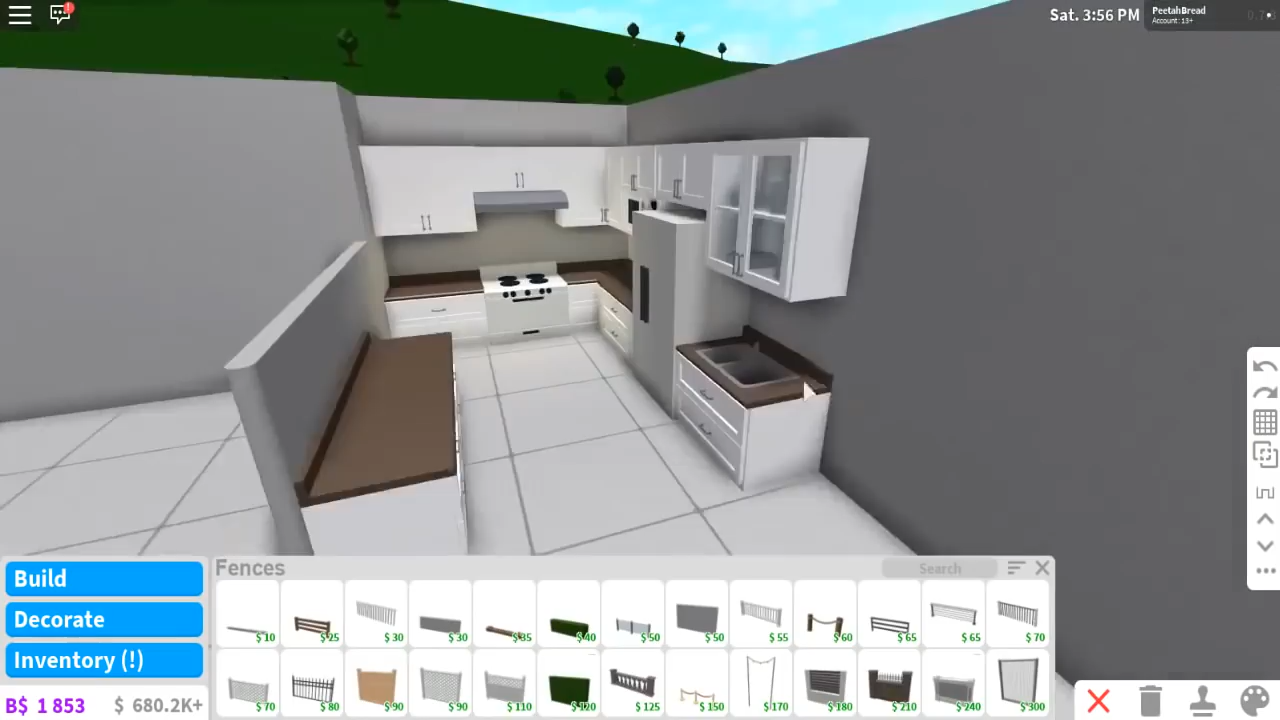 Sat. 3:56 PM
PeetahBread
Account: 13+
Fences
Search
$10
$25
$30
$30
$35
$40
$50
$50
$55
$60
$65
$65
$70
$70
$80
$90
$90
$110
$120
$125
$150
$170
$180
$210
$240
$300
Build
Decorate
Inventory (!)
B$ 1 853
$ 680.2K+